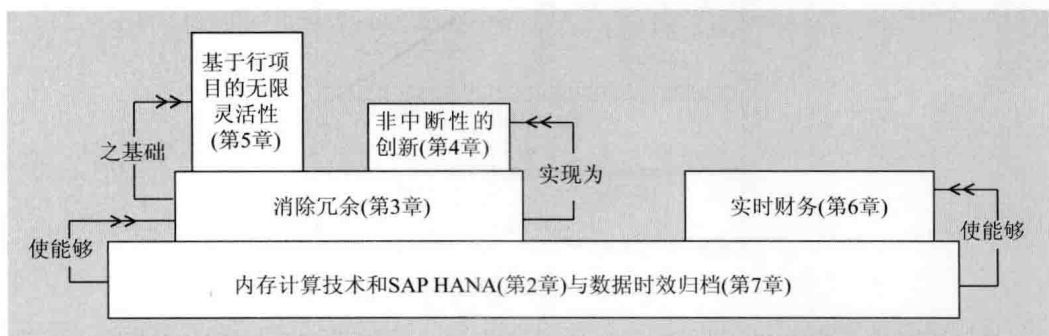 基于行项
目的无限
灵活性
(第5章)
非中断性的
创新(第4章)
之基础
实现为
消除冗余(第3章)
实时财务(第6章)
使能够
使能够
内存计算技术和SAP HANA(第2章)与数据时效归档(第7章)